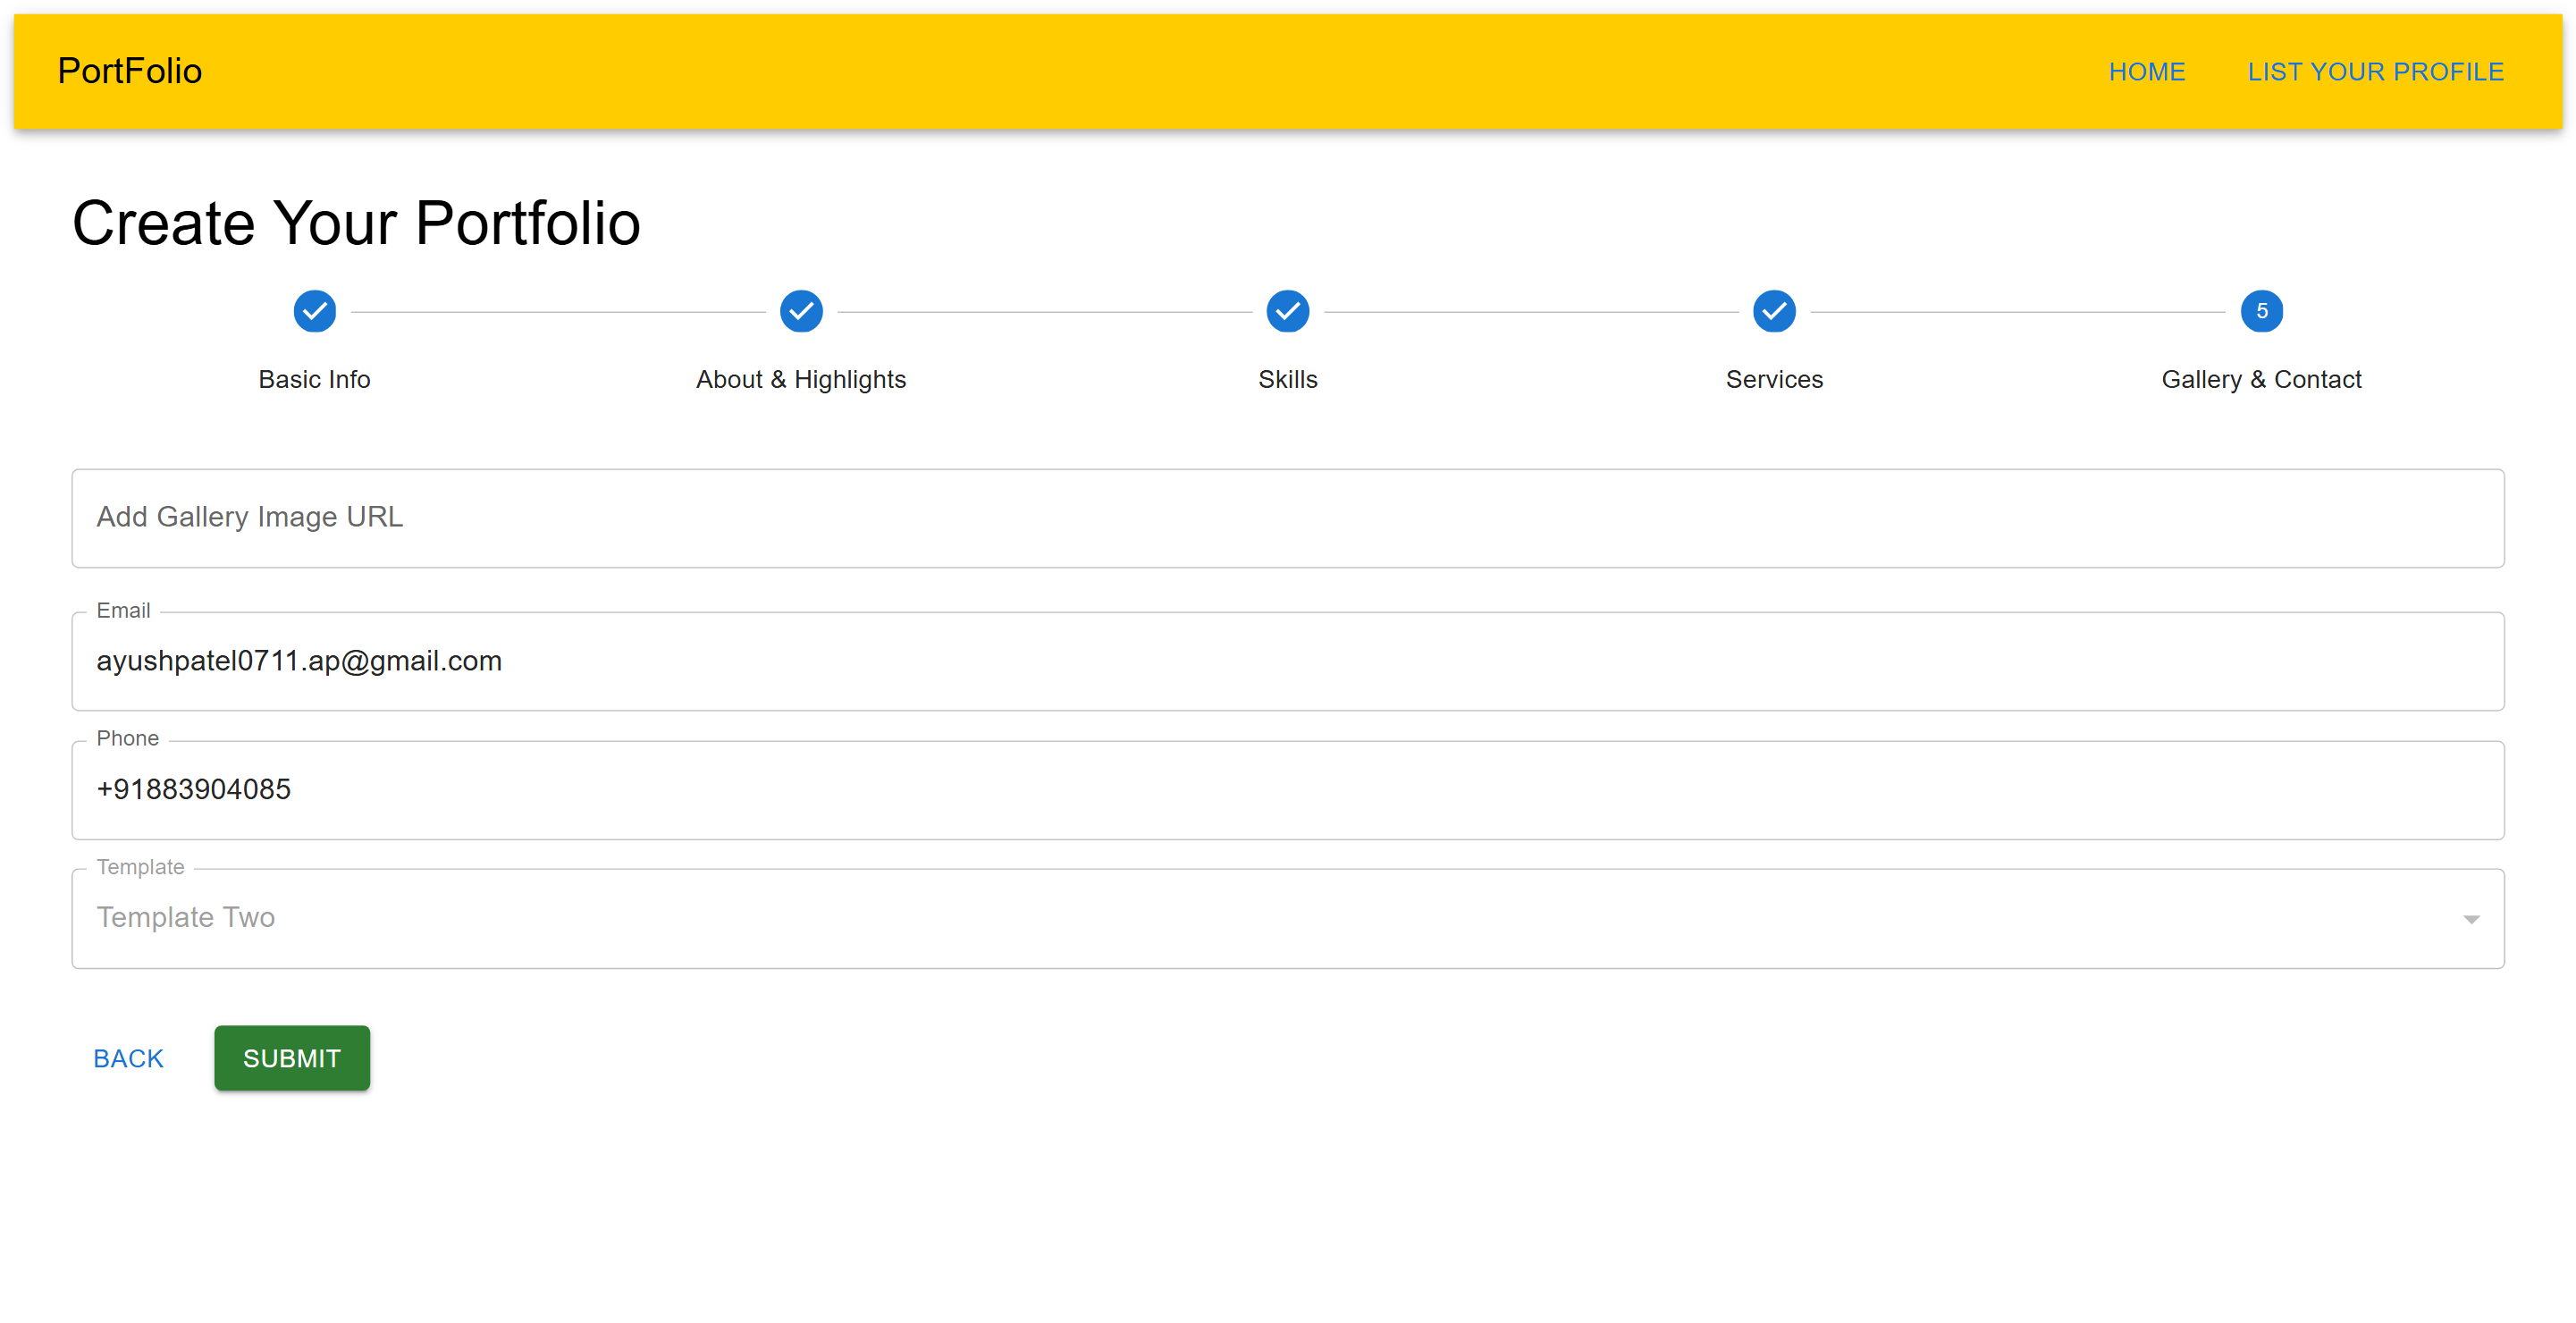 PortFolio
HOME
LIST YOUR PROFILE
Create Your Portfolio
5
Basic Info
About & Highlights
Skills
Services
Gallery & Contact
Add Gallery Image URL
Email
ayushpatel0711.ap@gmail.com
Phone
+91883904085
Template
Template Two
BACK
SUBMIT